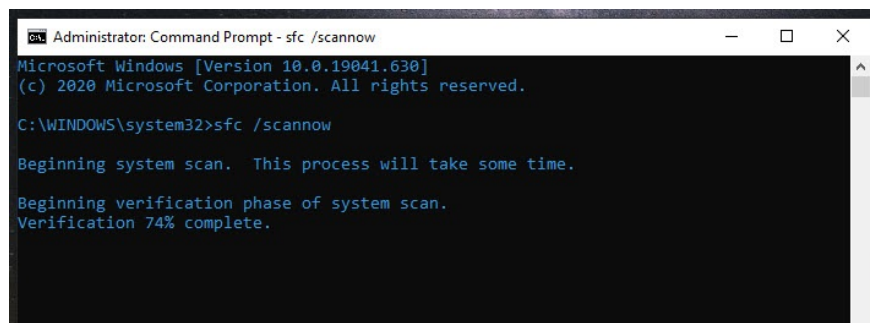 Administrator: Command Prompt - sfc /scannow
Microsoft Windows [Version 10.0.19041.630]
(c) 2020 Microsoft Corporation. All rights reserved.
C:\WINDOWS\system32>sfc /scannow
Beginning system scan.  This process will take some time.
Beginning verification phase of system scan.
Verification 74% complete.